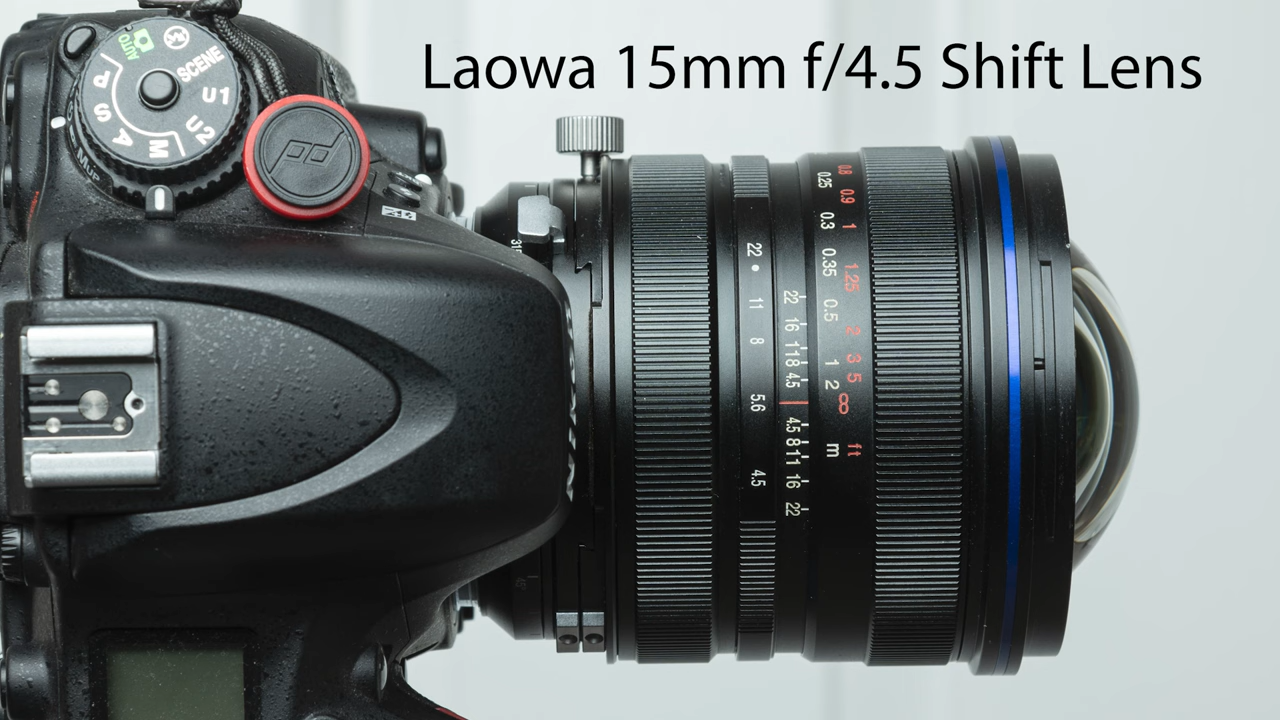 Laowa 15mm f/4.5 Shift Lens
AUTO
SCENE
U1
U2
M
A
S
P
MUP
22 • 11 8 5.6 4.5
22 16 11 8 4.5 4.5 8 11 16 22
0.25 0.3 0.35 0.5 1 2 m
0.8 0.9 1 1.25 2 3 5 ∞ ft